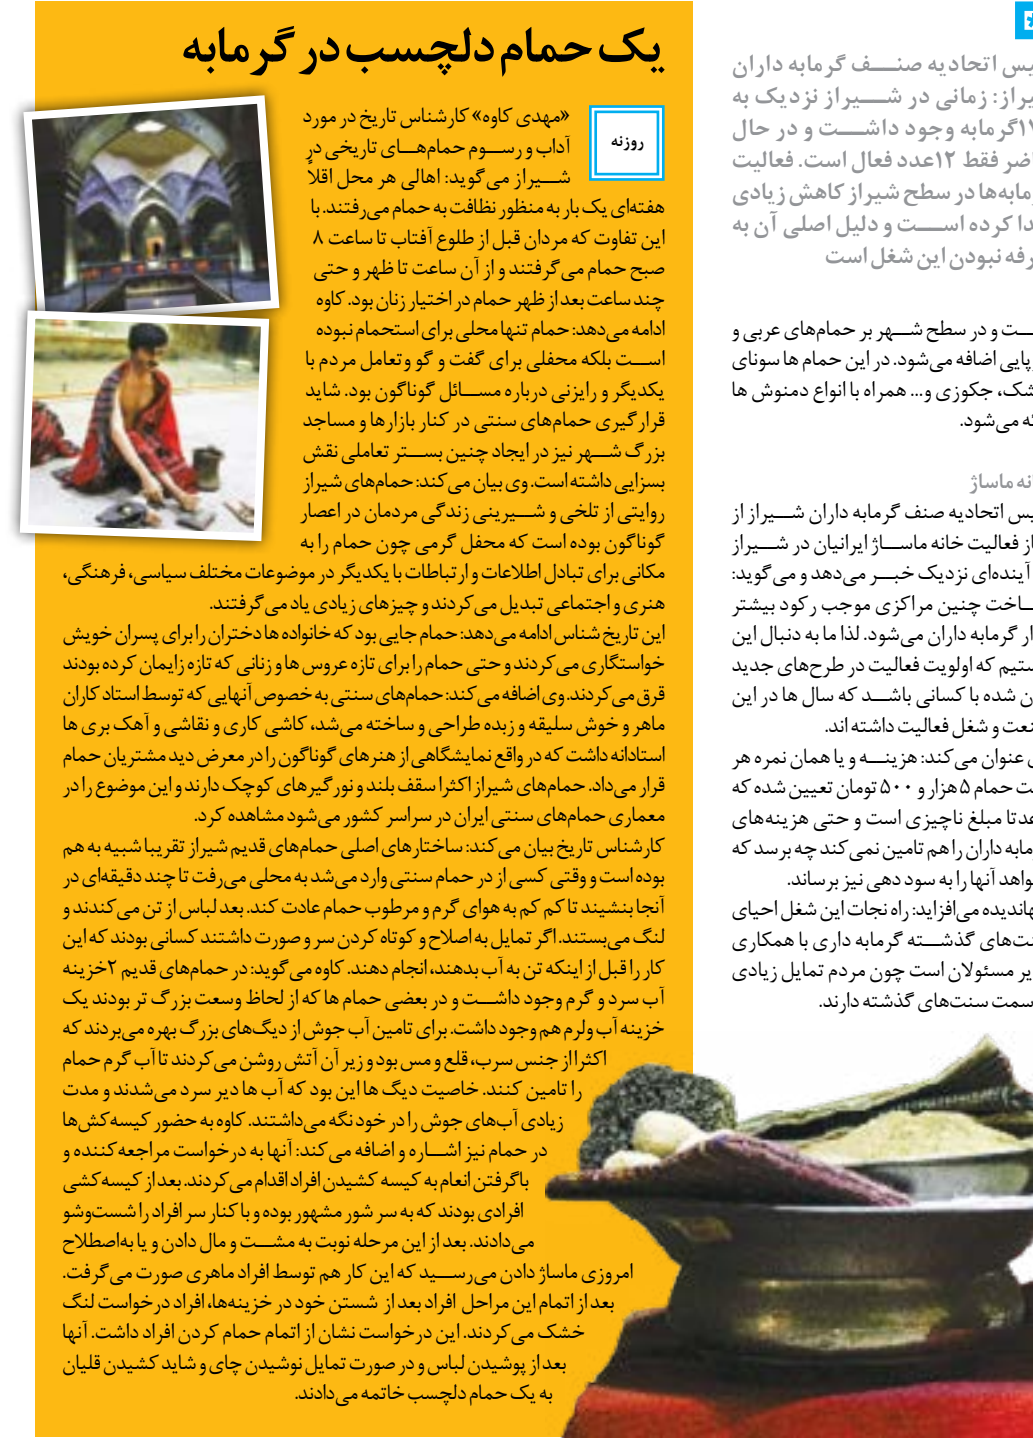 یس اتحادیه صنف گرمابه داران
یراز: زمانی در شیراز نزدیک به
گرمابه وجود داشت و در حال
اضر فقط ۱۲عدد فعال است. فعالیت
رمابه‌ها در سطح شیراز کاهش زیادی
دا کرده است و دلیل اصلی آن به
رفه نبودن این شغل است
ت و در سطح شهر بر حمام‌های عربی و
پایی اضافه می‌شود. در این حمام ها سونای
شک، جکوزی و... همراه با انواع دمنوش ها
ئه می‌شود.
نه ماساژ
یس اتحادیه صنف گرمابه داران شیراز از
از فعالیت خانه ماساژ ایرانیان در شیراز
آینده‌ای نزدیک خبر می‌دهد و می گوید:
اخت چنین مراکزی موجب رکود بیشتر
ار گرمابه داران می‌شود. لذا ما به دنبال این
ستیم که اولویت فعالیت در طرح‌های جدید
ن شده با کسانی باشد که سال ها در این
نعت و شغل فعالیت داشته اند.
ی عنوان می کند: هزینه و یا همان نمره هر
ت حمام ۵هزار و ۵۰۰ تومان تعیین شده که
عدتا مبلغ ناچیزی است و حتی هزینه‌های
مابه داران را هم تامین نمی کند چه برسد که
واهد آنها را به سود دهی نیز برساند.
هاندیده می‌افزاید: راه نجات این شغل احیای
نت‌های گذشته گرمابه داری با همکاری
یر مسئولان است چون مردم تمایل زیادی
سمت سنت‌های گذشته دارند.
یک حمام دلچسب در گرمابه
روزنه
«مهدی کاوه» کارشناس تاریخ در مورد
آداب و رسوم حمام‌های تاریخی در
شیراز می گوید: اهالی هر محل اقلاً
هفته‌ای یک بار به منظور نظافت به حمام می‌رفتند. با
این تفاوت که مردان قبل از طلوع آفتاب تا ساعت ۸
صبح حمام می گرفتند و از آن ساعت تا ظهر و حتی
چند ساعت بعد از ظهر حمام در اختیار زنان بود. کاوه
ادامه می‌دهد: حمام تنها محلی برای استحمام نبوده
است بلکه محفلی برای گفت و گو و تعامل مردم با
یکدیگر و رایزنی درباره مسائل گوناگون بود. شاید
قرار گیری حمام‌های سنتی در کنار بازارها و مساجد
بزرگ شهر نیز در ایجاد چنین بستر تعاملی نقش
بسزایی داشته است. وی بیان می کند: حمام‌های شیراز
روایتی از تلخی و شیرینی زندگی مردمان در اعصار
گوناگون بوده است که محفل گرمی چون حمام را به
مکانی برای تبادل اطلاعات و ارتباطات با یکدیگر در موضوعات مختلف سیاسی، فرهنگی،
هنری و اجتماعی تبدیل می کردند و چیزهای زیادی یاد می گرفتند.
این تاریخ شناس ادامه می‌دهد: حمام جایی بود که خانواده ها دختران را برای پسران خویش
خواستگاری می کردند و حتی حمام را برای تازه عروس ها و زنانی که تازه زایمان کرده بودند
قرق می کردند. وی اضافه می کند: حمام‌های سنتی به خصوص آنهایی که توسط استاد کاران
ماهر و خوش سلیقه و زبده طراحی و ساخته می‌شد، کاشی کاری و نقاشی و آهک بری ها
استادانه داشت که در واقع نمایشگاهی از هنرهای گوناگون را در معرض دید مشتریان حمام
قرار می‌داد. حمام‌های شیراز اکثرا سقف بلند و نور گیرهای کوچک دارند و این موضوع را در
معماری حمام‌های سنتی ایران در سراسر کشور می‌شود مشاهده کرد.
کارشناس تاریخ بیان می کند: ساختارهای اصلی حمام‌های قدیم شیراز تقریبا شبیه به هم
بوده است و وقتی کسی از در حمام سنتی وارد می‌شد به محلی می‌رفت تا چند دقیقه‌ای در
آنجا بنشیند تا کم کم به هوای گرم و مرطوب حمام عادت کند. بعد لباس از تن می کندند و
لنگ می‌بستند. اگر تمایل به اصلاح و کوتاه کردن سر و صورت داشتند کسانی بودند که این
کار را قبل از اینکه تن به آب بدهند، انجام دهند. کاوه می گوید: در حمام‌های قدیم ۲خزینه
آب سرد و گرم وجود داشت و در بعضی حمام ها که از لحاظ وسعت بزرگ تر بودند یک
خزینه آب ولرم هم وجود داشت. برای تامین آب جوش از دیگ‌های بزرگ بهره می‌بردند که
اکثرا از جنس سرب، قلع و مس بود و زیر آن آتش روشن می کردند تا آب گرم حمام
را تامین کنند. خاصیت دیگ ها این بود که آب ها دیر سرد می‌شدند و مدت
زیادی آب‌های جوش را در خود نگه می‌داشتند. کاوه به حضور کیسه کش‌ها
در حمام نیز اشاره و اضافه می کند: آنها به درخواست مراجعه کننده و
با گرفتن انعام به کیسه کشیدن افراد اقدام می کردند. بعد از کیسه کشی
افرادی بودند که به سر شور مشهور بوده و با کنار سر افراد را شست‌وشو
می‌دادند. بعد از این مرحله نوبت به مشت و مال دادن و یا به‌اصطلاح
امروزی ماساژ دادن می‌رسید که این کار هم توسط افراد ماهری صورت می گرفت.
بعد از اتمام این مراحل افراد بعد از شستن خود در خزینه‌ها، افراد درخواست لنگ
خشک می کردند. این درخواست نشان از اتمام حمام کردن افراد داشت. آنها
بعد از پوشیدن لباس و در صورت تمایل نوشیدن چای و شاید کشیدن قلیان
به یک حمام دلچسب خاتمه می‌دادند.